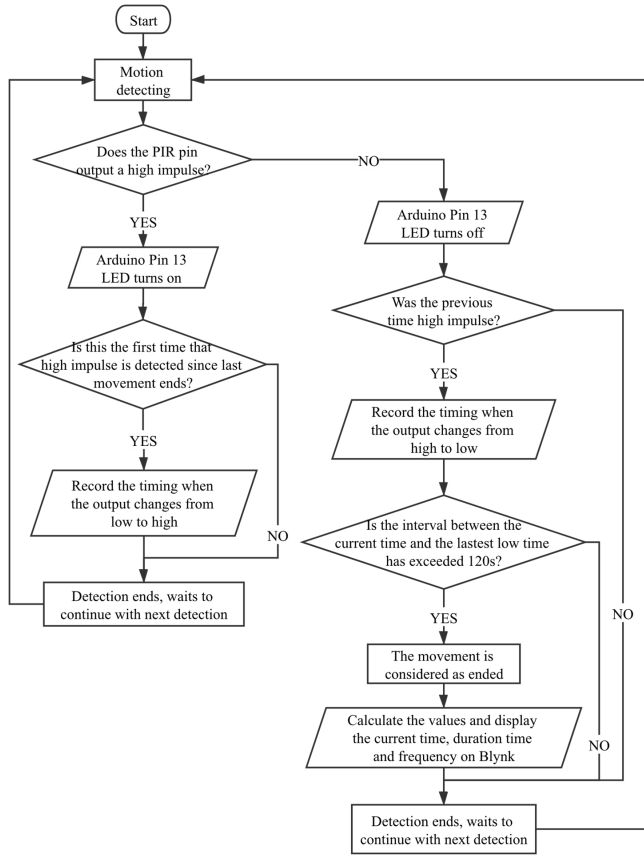 Start
Motion
detecting
Does the PIR pin
output a high impulse?
NO
YES
Arduino Pin 13
LED turns on
Is this the first time that
high impulse is detected since last
movement ends?
YES
Record the timing when
the output changes from
low to high
NO
Detection ends, waits to
continue with next detection
Arduino Pin 13
LED turns off
Was the previous
time high impulse?
YES
Record the timing when
the output changes from
high to low
Is the interval between the
current time and the lastest low time
has exceeded 120s?
NO
YES
The movement is
considered as ended
Calculate the values and display
the current time, duration time
and frequency on Blynk
NO
Detection ends, waits to
continue with next detection